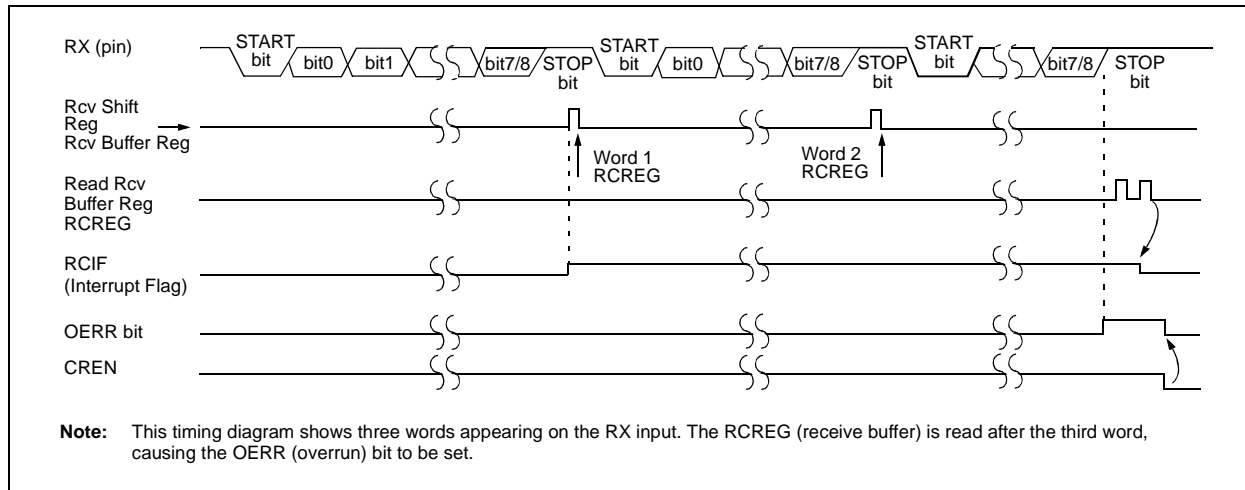 RX (pin)
START
bit
bit0
bit1
bit7/8
STOP
bit
START
bit
bit0
bit7/8
STOP
bit
START
bit
bit7/8
STOP
bit
Rcv Shift
Reg
Rcv Buffer Reg
Word 1
RCREG
Word 2
RCREG
Read Rcv
Buffer Reg
RCREG
RCIF
(Interrupt Flag)
OERR bit
CREN
Note: This timing diagram shows three words appearing on the RX input. The RCREG (receive buffer) is read after the third word,
causing the OERR (overrun) bit to be set.